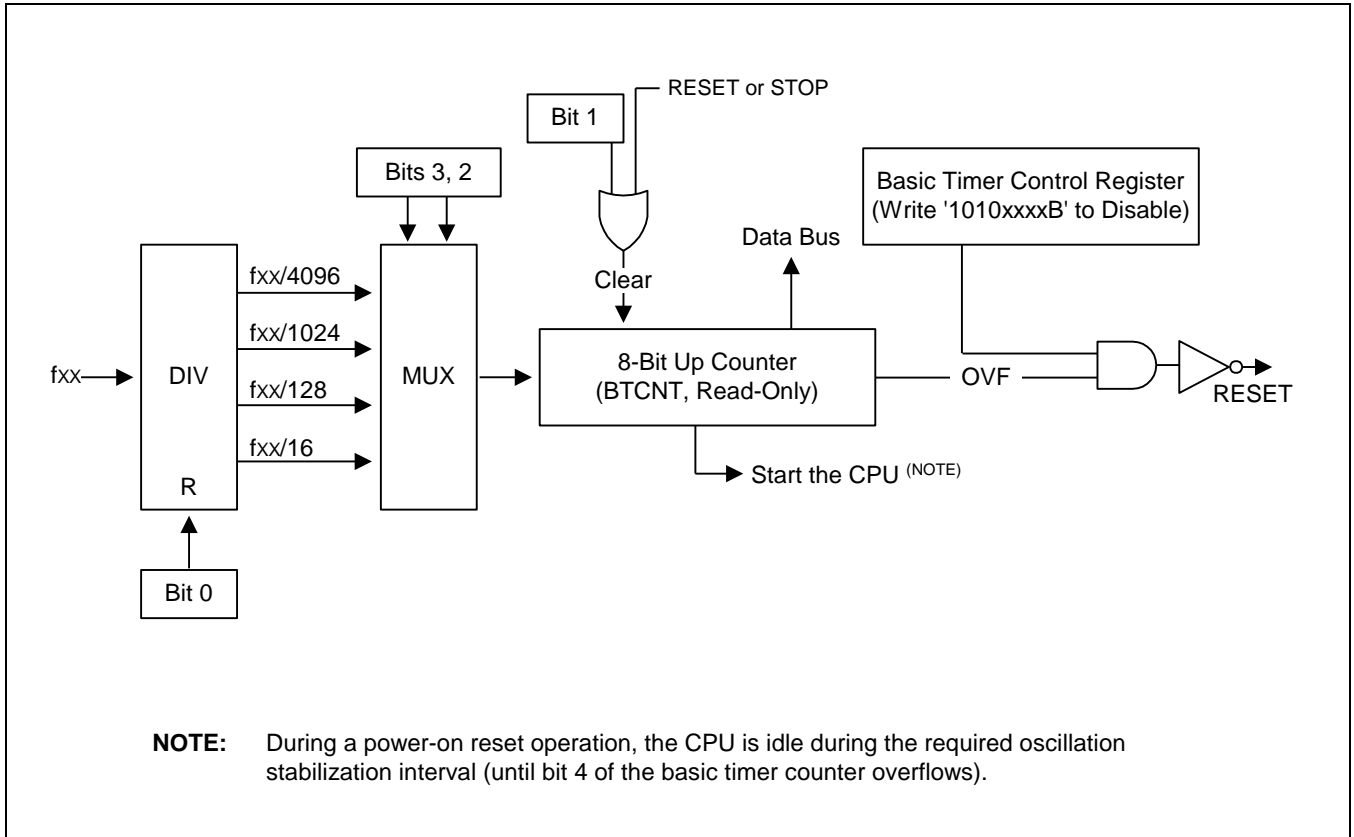 RESET or STOP
Bit 1
Bits 3, 2
Basic Timer Control Register
(Write '1010xxxxB' to Disable)
Data Bus
Clear
fxx/4096
fxx/1024
fxx/128
fxx/16
fxx
DIV
R
MUX
8-Bit Up Counter
(BTCNT, Read-Only)
OVF
RESET
Start the CPU (NOTE)
Bit 0
NOTE: During a power-on reset operation, the CPU is idle during the required oscillation
stabilization interval (until bit 4 of the basic timer counter overflows).